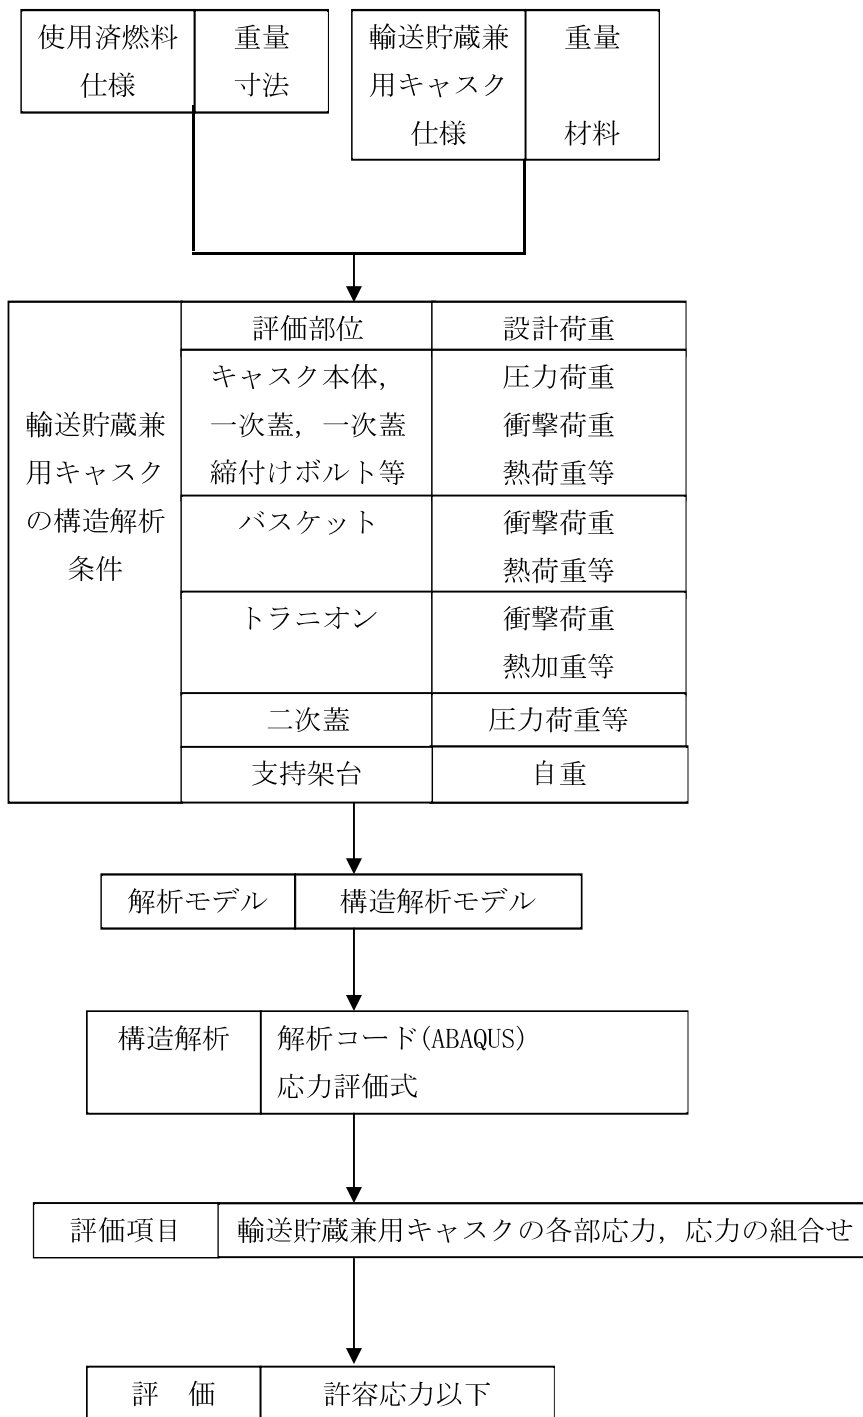 使用済燃料
仕様
重量
寸法
輸送貯蔵兼
用キャスク
仕様
重量
材料
輸送貯蔵兼
用キャスク
の構造解析
条件
評価部位
設計荷重
キャスク本体,
一次蓋, 一次蓋
締付けボルト等
圧力荷重
衝撃荷重
熱荷重等
バスケット
衝撃荷重
熱荷重等
トラニオン
衝撃荷重
熱加重等
二次蓋
圧力荷重等
支持架台
自重
解析モデル
構造解析モデル
構造解析
解析コード(ABAQUS)
応力評価式
評価項目
輸送貯蔵兼用キャスクの各部応力, 応力の組合せ
評　価
許容応力以下